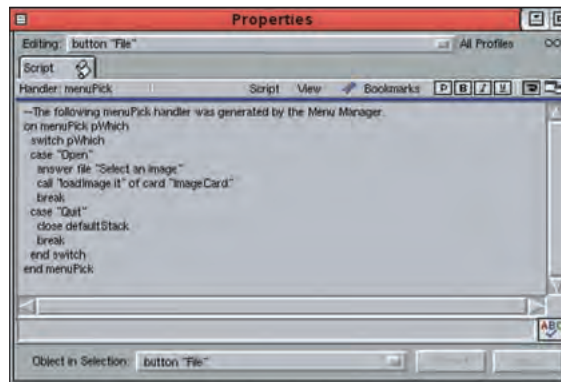 Properties
Editing: button "File" All Profiles
Script
Handler: menuPick Script View Bookmarks P B I U
--The following menuPick handler was generated by the Menu Manager.
on menuPick pWhich
switch pWhich
case "Open"
answer file "Select an image"
call "loadImage it" of card "ImageCard"
break
case "Quit"
close defaultStack
break
end switch
end menuPick
ABC
Object in Selection: button "File"